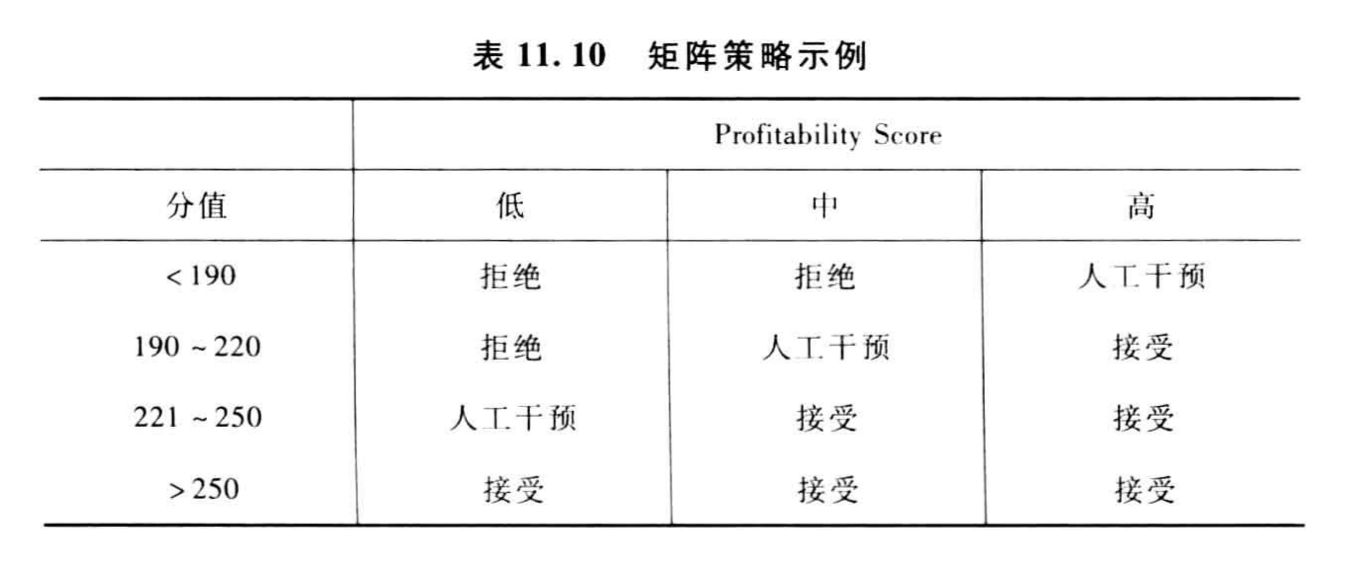 表 11.10 矩阵策略示例
Profitability Score
分值 低 中 高
<190 拒绝 拒绝 人工干预
190~220 拒绝 人工干预 接受
221~250 人工干预 接受 接受
>250 接受 接受 接受